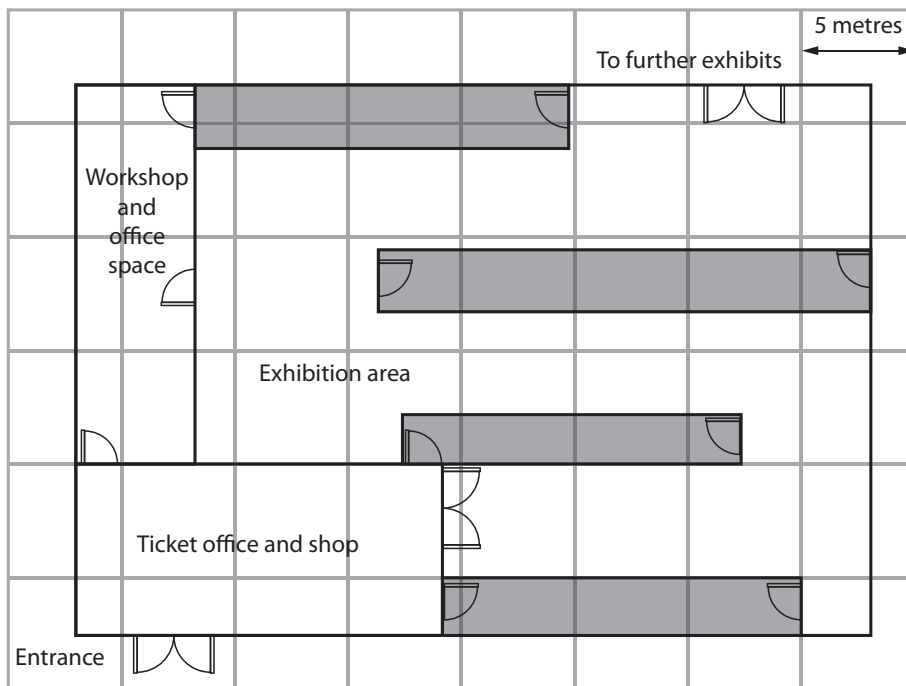 5 metres
To further exhibits
Workshop
and
office
space
Exhibition area
Ticket office and shop
Entrance